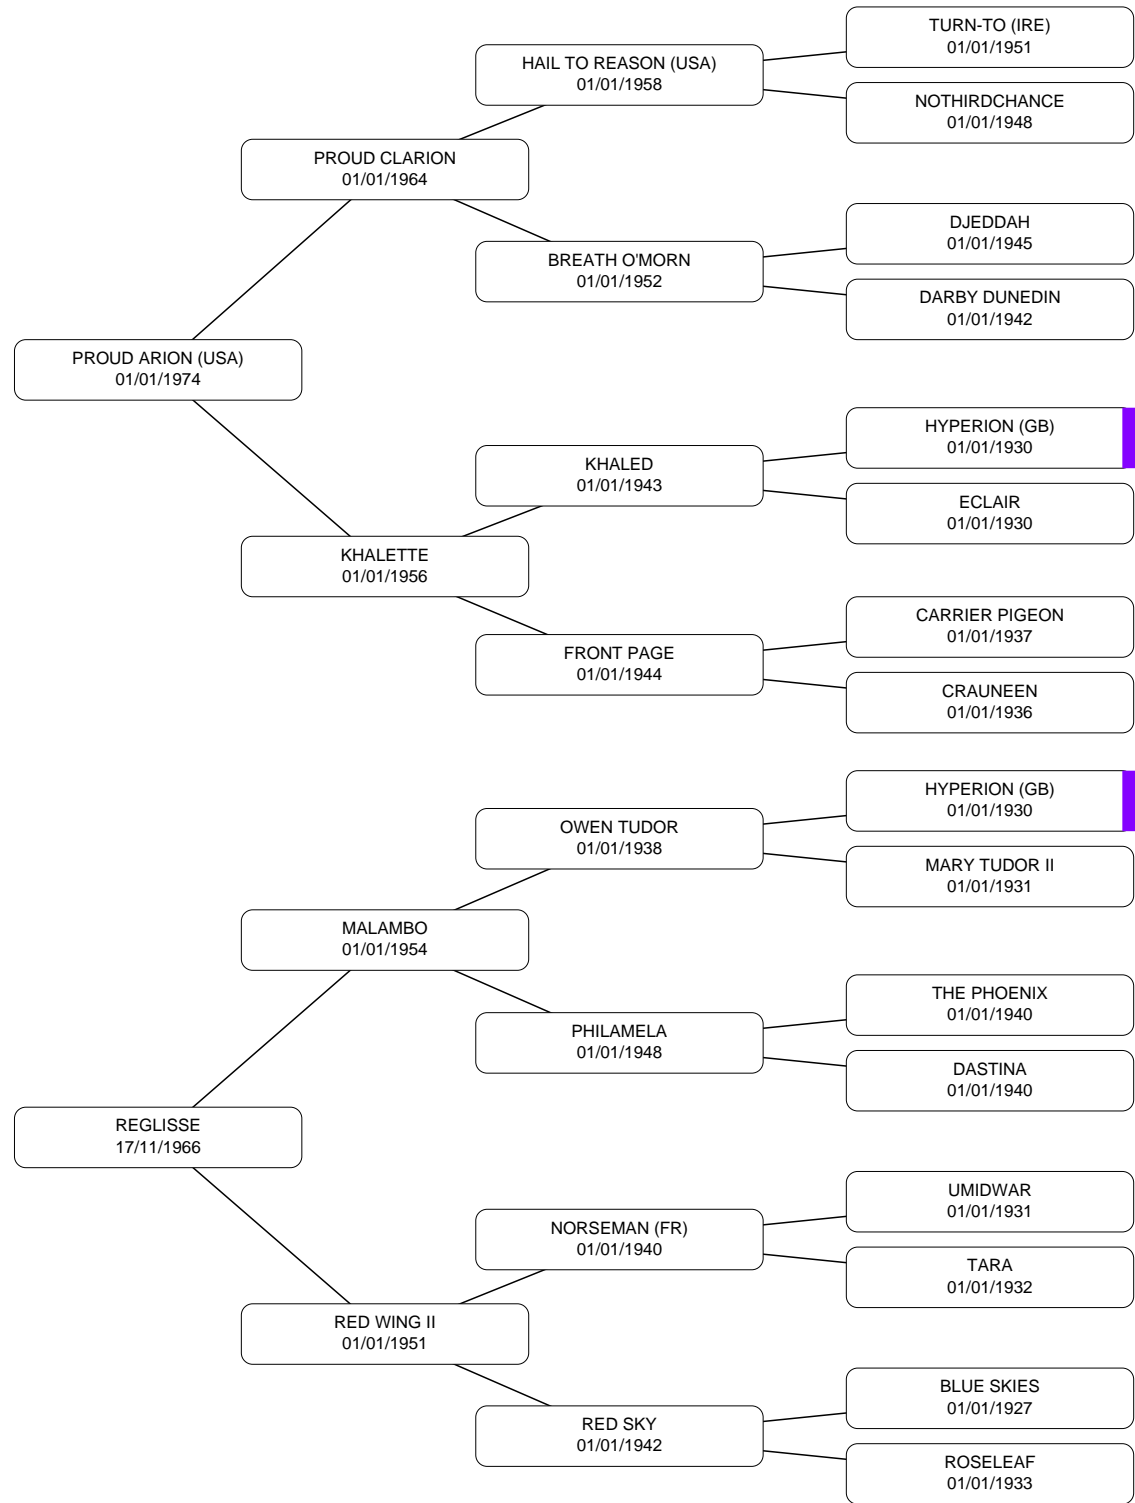 TURN-TO (IRE)
01/01/1951
HAIL TO REASON (USA)
01/01/1958
NOTHIRDCHANCE
01/01/1948
PROUD CLARION
01/01/1964
DJEDDAH
01/01/1945
BREATH O'MORN
01/01/1952
DARBY DUNEDIN
01/01/1942
PROUD ARION (USA)
01/01/1974
HYPERION (GB)
01/01/1930
KHALED
01/01/1943
ECLAIR
01/01/1930
KHALETTE
01/01/1956
CARRIER PIGEON
01/01/1937
FRONT PAGE
01/01/1944
CRAUNEEN
01/01/1936
HYPERION (GB)
01/01/1930
OWEN TUDOR
01/01/1938
MARY TUDOR II
01/01/1931
MALAMBO
01/01/1954
THE PHOENIX
01/01/1940
PHILAMELA
01/01/1948
DASTINA
01/01/1940
REGLISSE
17/11/1966
UMIDWAR
01/01/1931
NORSEMAN (FR)
01/01/1940
TARA
01/01/1932
RED WING II
01/01/1951
BLUE SKIES
01/01/1927
RED SKY
01/01/1942
ROSELEAF
01/01/1933